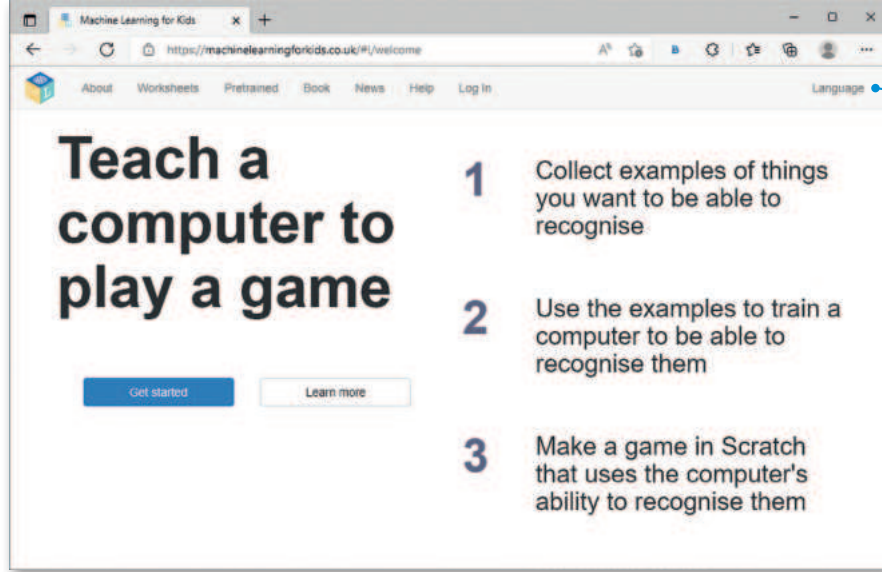 Machine Learning for Kids
https://machinelearningforkids.co.uk/#!/welcome
About Worksheets Pretrained Book News Help Log In Language
Teach a
computer to
play a game
Get started Learn more
1 Collect examples of things
you want to be able to
recognise
2 Use the examples to train a
computer to be able to
recognise them
3 Make a game in Scratch
that uses the computer's
ability to recognise them